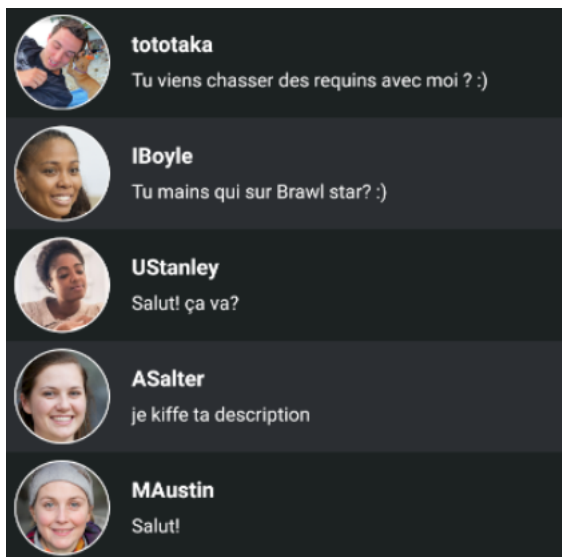 tototaka
Tu viens chasser des requins avec moi ? :)
IBoyle
Tu mains qui sur Brawl star? :)
UStanley
Salut! ça va?
ASalter
je kiffe ta description
MAustin
Salut!